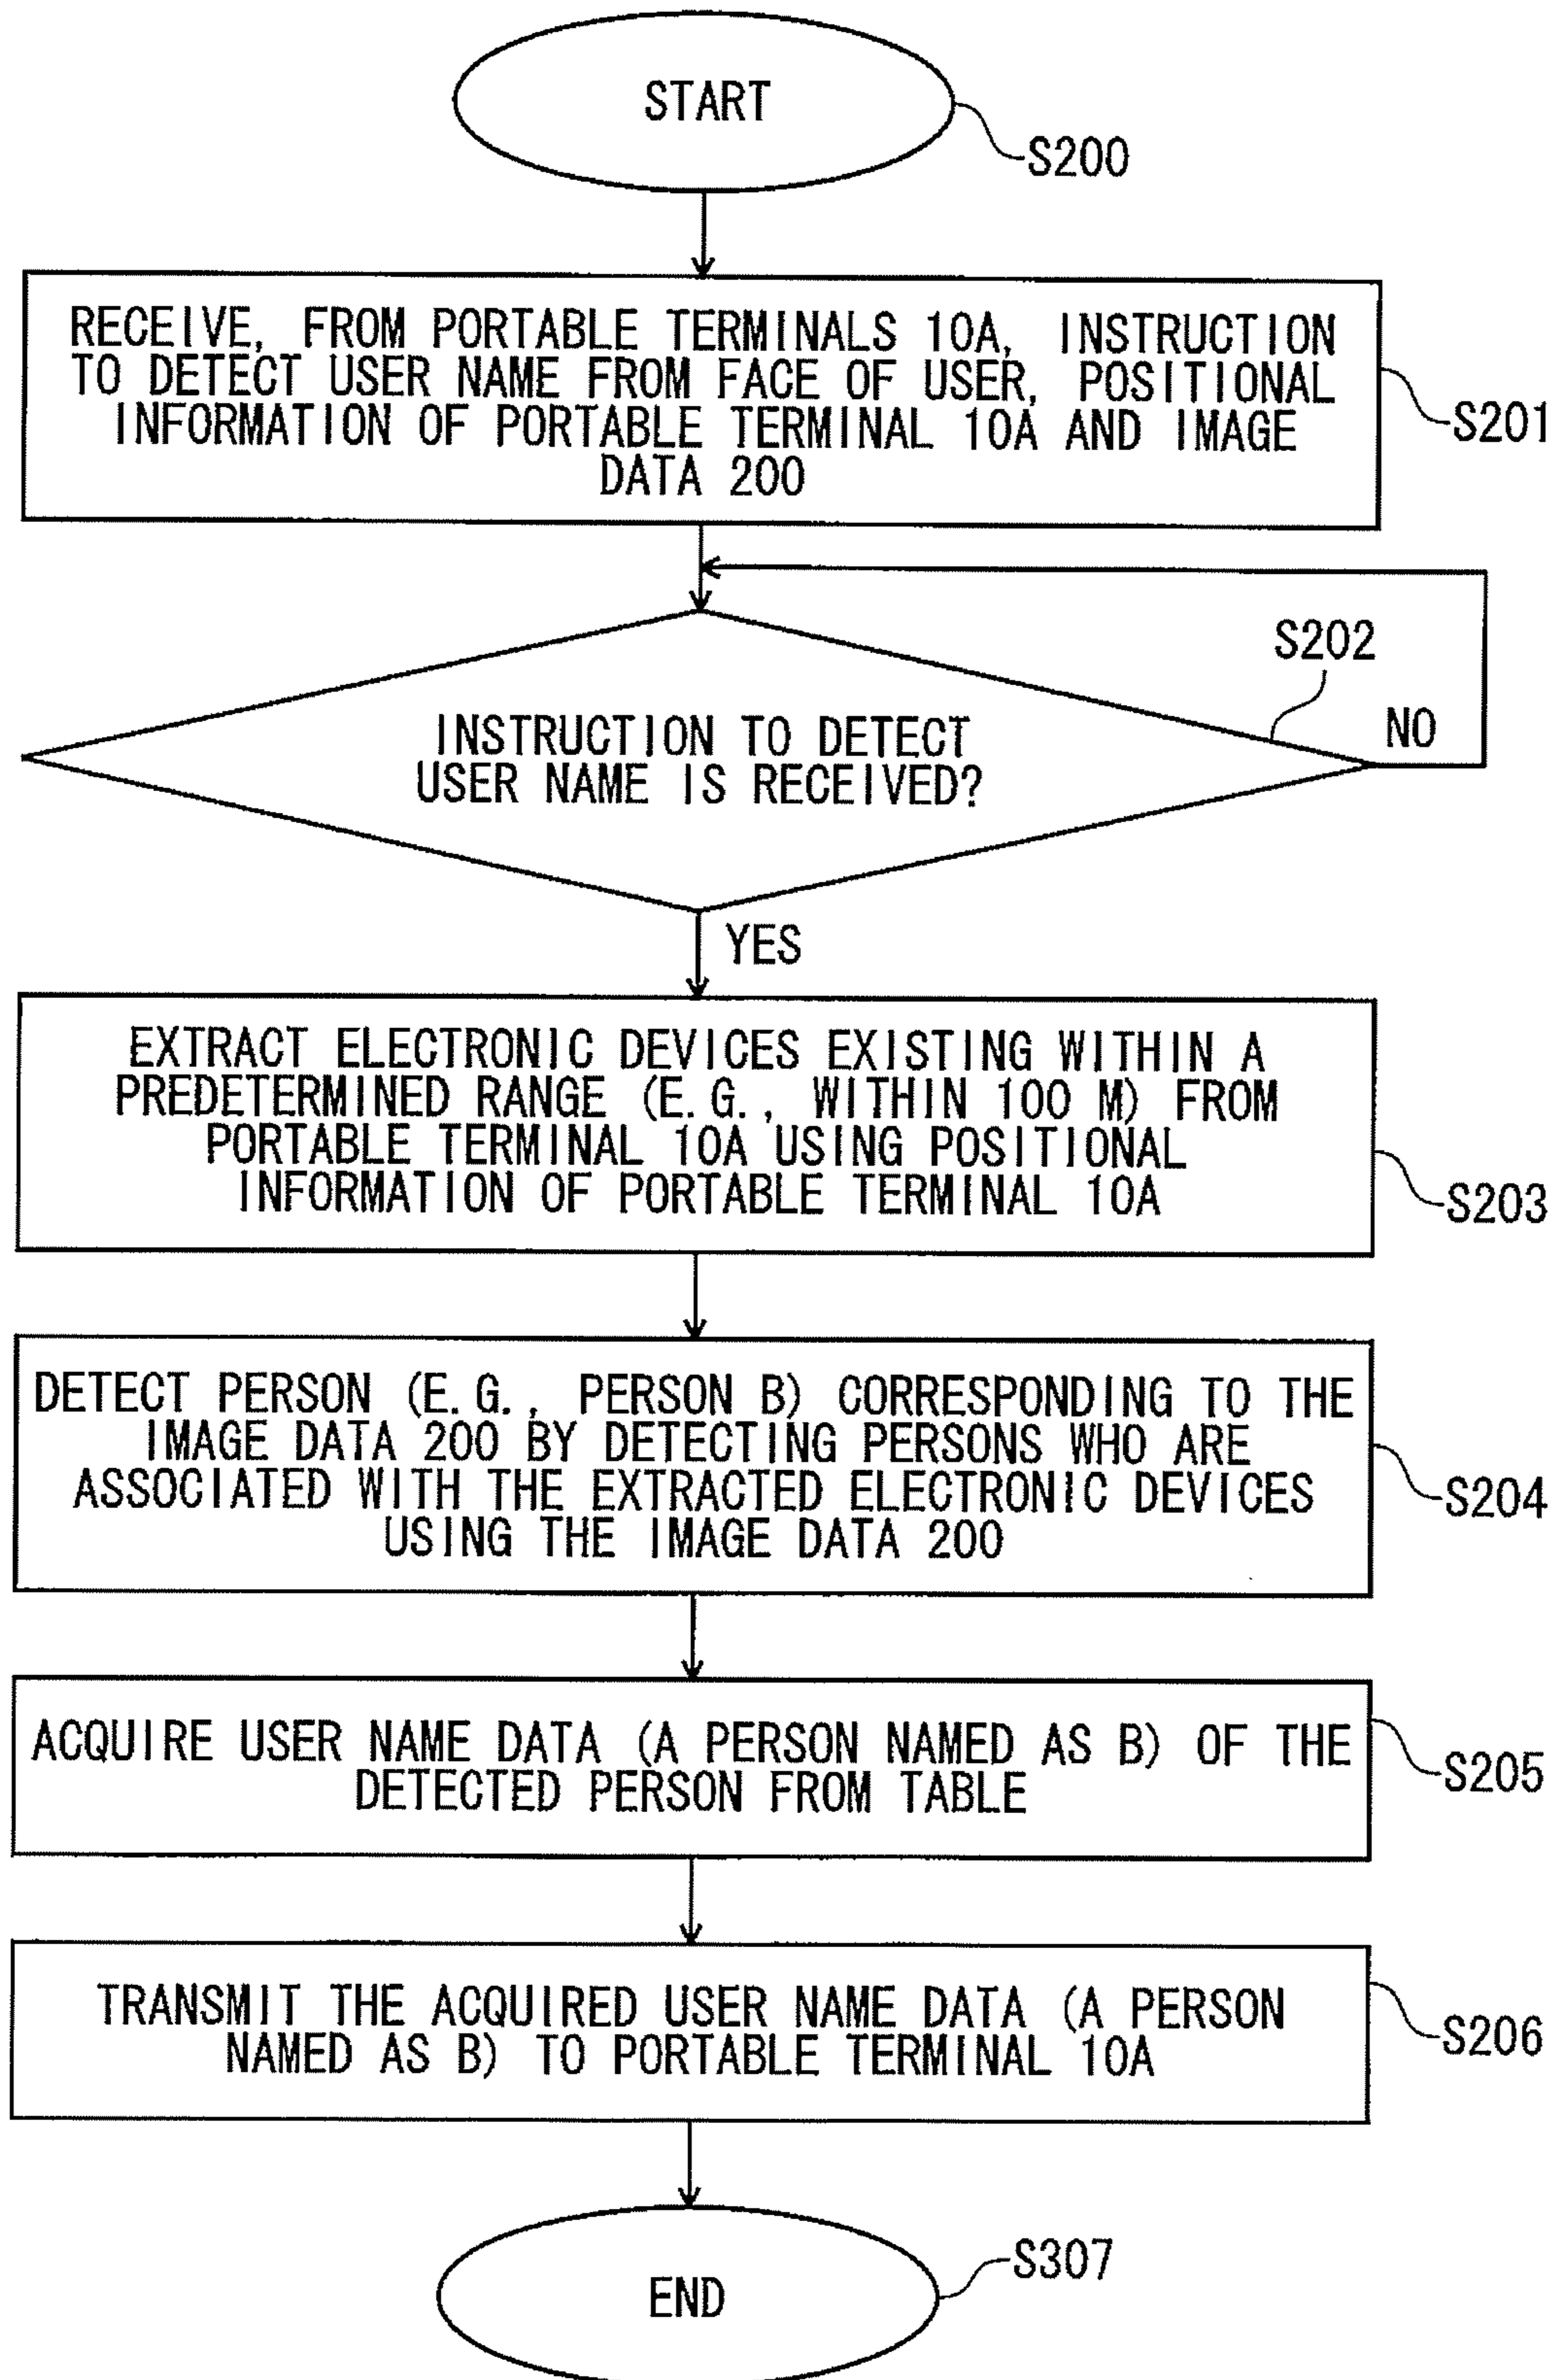 START
S200
RECEIVE, FROM PORTABLE TERMINALS 10A, INSTRUCTION
TO DETECT USER NAME FROM FACE OF USER, POSITIONAL
INFORMATION OF PORTABLE TERMINAL 10A AND IMAGE
DATA 200
S201
S202
NO
INSTRUCTION TO DETECT
USER NAME IS RECEIVED?
YES
EXTRACT ELECTRONIC DEVICES EXISTING WITHIN A
PREDETERMINED RANGE (E.G., WITHIN 100 M) FROM
PORTABLE TERMINAL 10A USING POSITIONAL
INFORMATION OF PORTABLE TERMINAL 10A
S203
DETECT PERSON (E.G., PERSON B) CORRESPONDING TO THE
IMAGE DATA 200 BY DETECTING PERSONS WHO ARE
ASSOCIATED WITH THE EXTRACTED ELECTRONIC DEVICES
USING THE IMAGE DATA 200
S204
ACQUIRE USER NAME DATA (A PERSON NAMED AS B) OF THE
DETECTED PERSON FROM TABLE
S205
TRANSMIT THE ACQUIRED USER NAME DATA (A PERSON
NAMED AS B) TO PORTABLE TERMINAL 10A
S206
END
S307